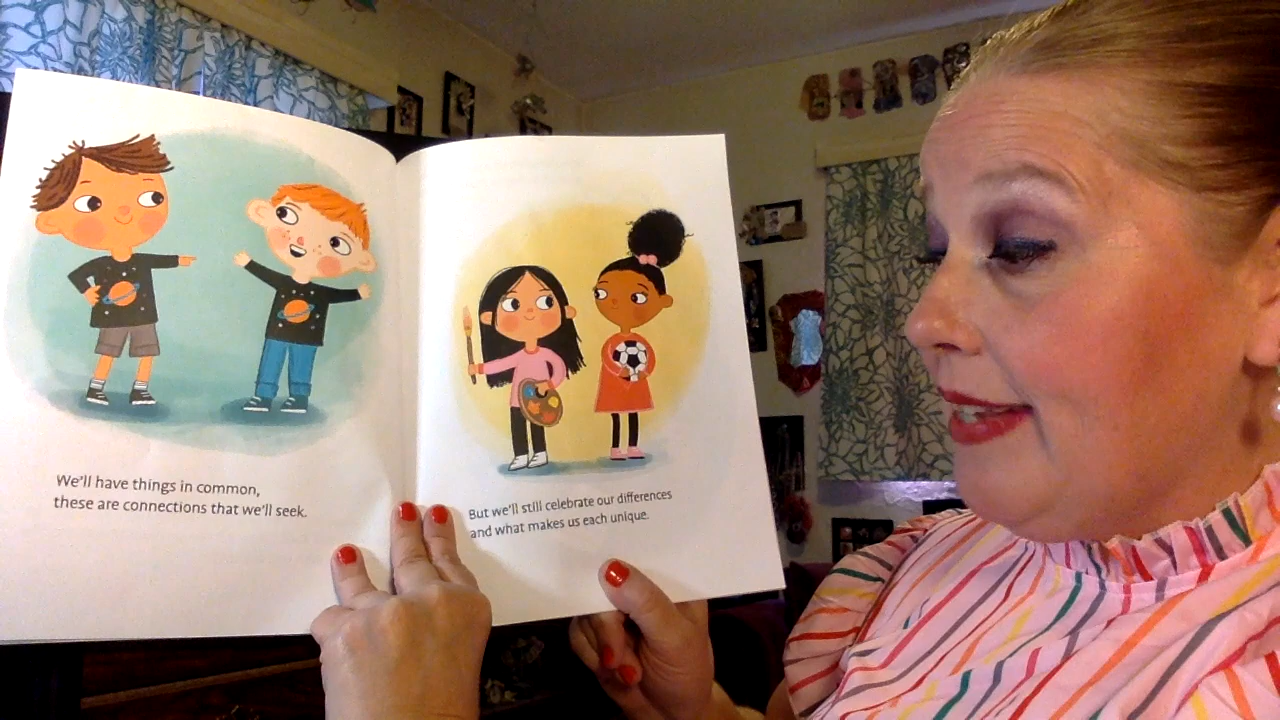 We'll have things in common,
these are connections that we'll seek.
But we'll still celebrate our differences
and what makes us each unique.